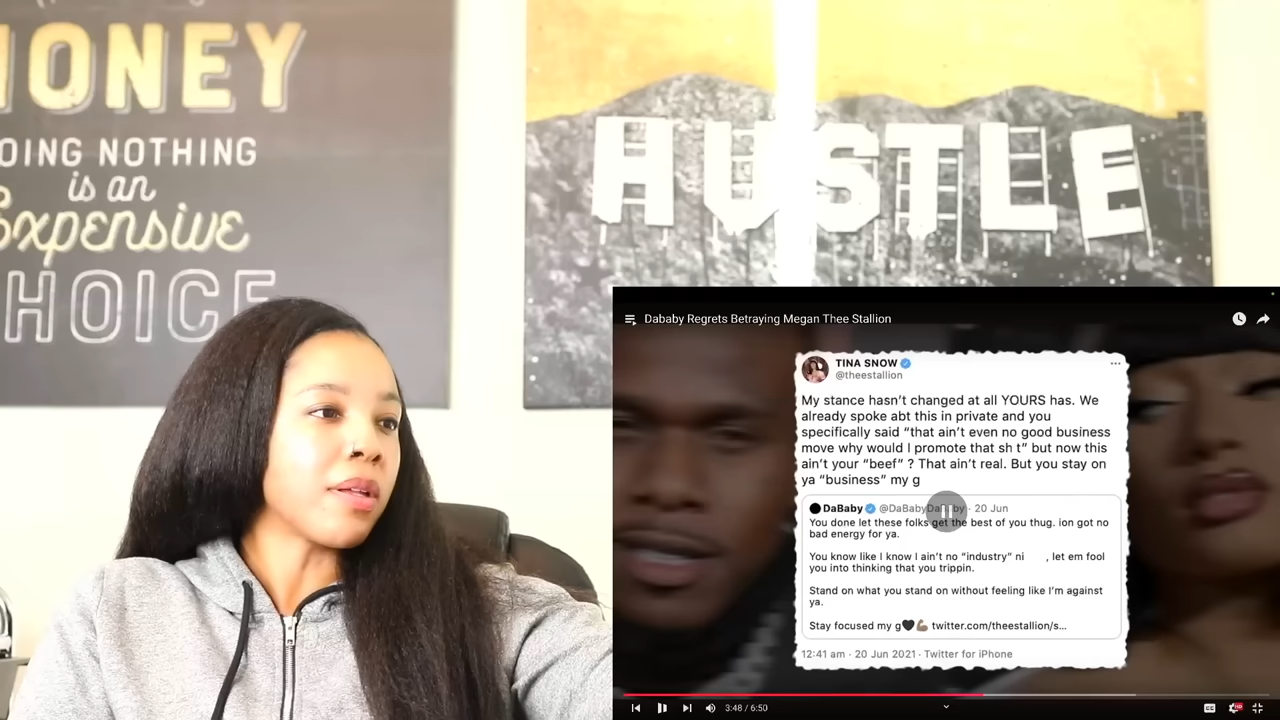 MONEY
DOING NOTHING
is an
Expensive
CHOICE
HUSTLE
Dababy Regrets Betraying Megan Thee Stallion
TINA SNOW
@theestallion
My stance hasn't changed at all YOURS has. We
already spoke abt this in private and you
specifically said “that ain't even no good business
move why would I promote that sh t” but now this
ain't your “beef” ? That ain't real. But you stay on
ya “business” my g
DaBaby @DaBabyDaBaby · 20 Jun
You done let these folks get the best of you thug. ion got no
bad energy for ya.
You know like I know I ain't no “industry” ni , let em fool
you into thinking that you trippin.
Stand on what you stand on without feeling like I'm against
ya.
Stay focused my g🖤💪🏽 twitter.com/theestallion/s...
12:41 am · 20 Jun 2021 · Twitter for iPhone
3:48 / 6:50
CC
HD